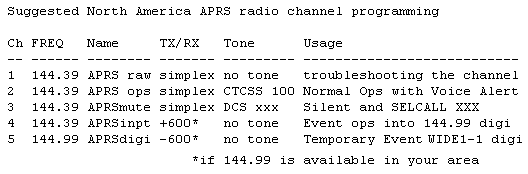 Suggested North America APRS radio channel programming
Ch FREQ Name TX/RX Tone Usage
-- ------ -------- ------- --------- ---------------------------
1 144.39 APRS raw simplex no tone troubleshooting the channel
2 144.39 APRS ops simplex CTCSS 100 Normal Ops with Voice Alert
3 144.39 APRSmute simplex DCS xxx Silent and SELCALL XXX
4 144.39 APRSinpt +600* no tone Event ops into 144.99 digi
5 144.99 APRSdigi -600* no tone Temporary Event WIDE1-1 digi
*if 144.99 is available in your area